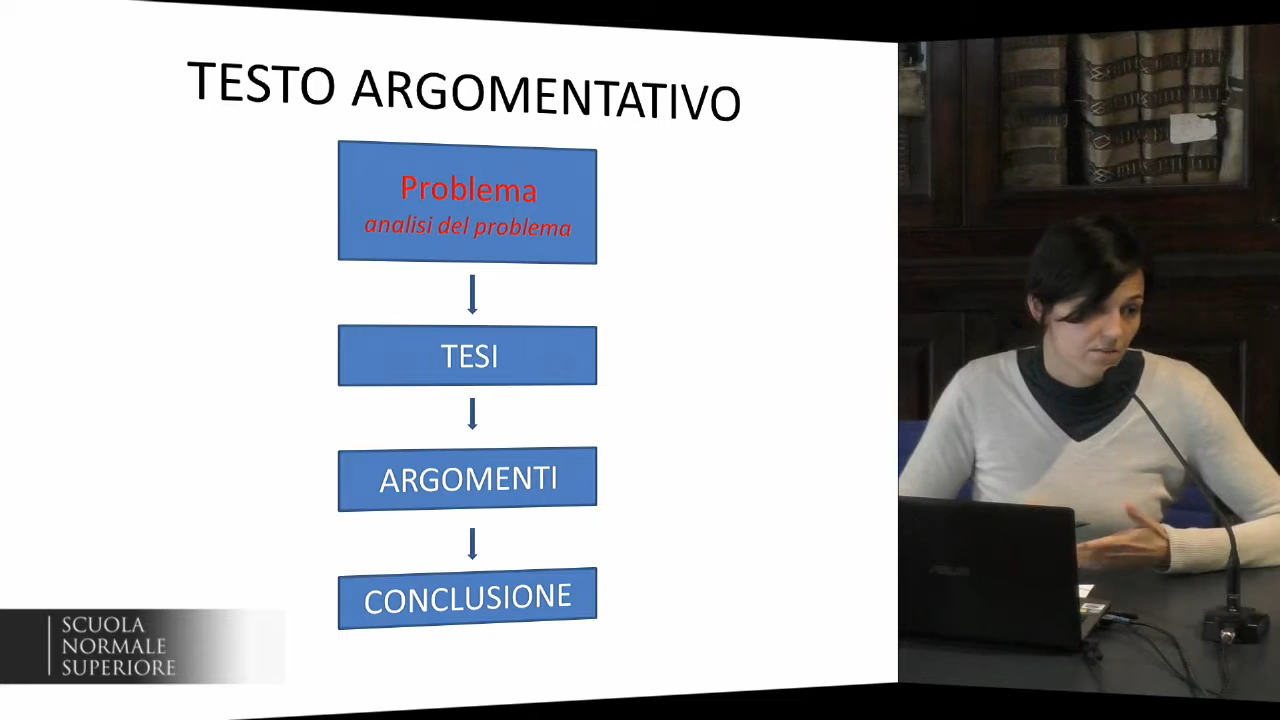 TESTO ARGOMENTATIVO
Problema
analisi del problema
TESI
ARGOMENTI
CONCLUSIONE
SCUOLA
NORMALE
SUPERIORE